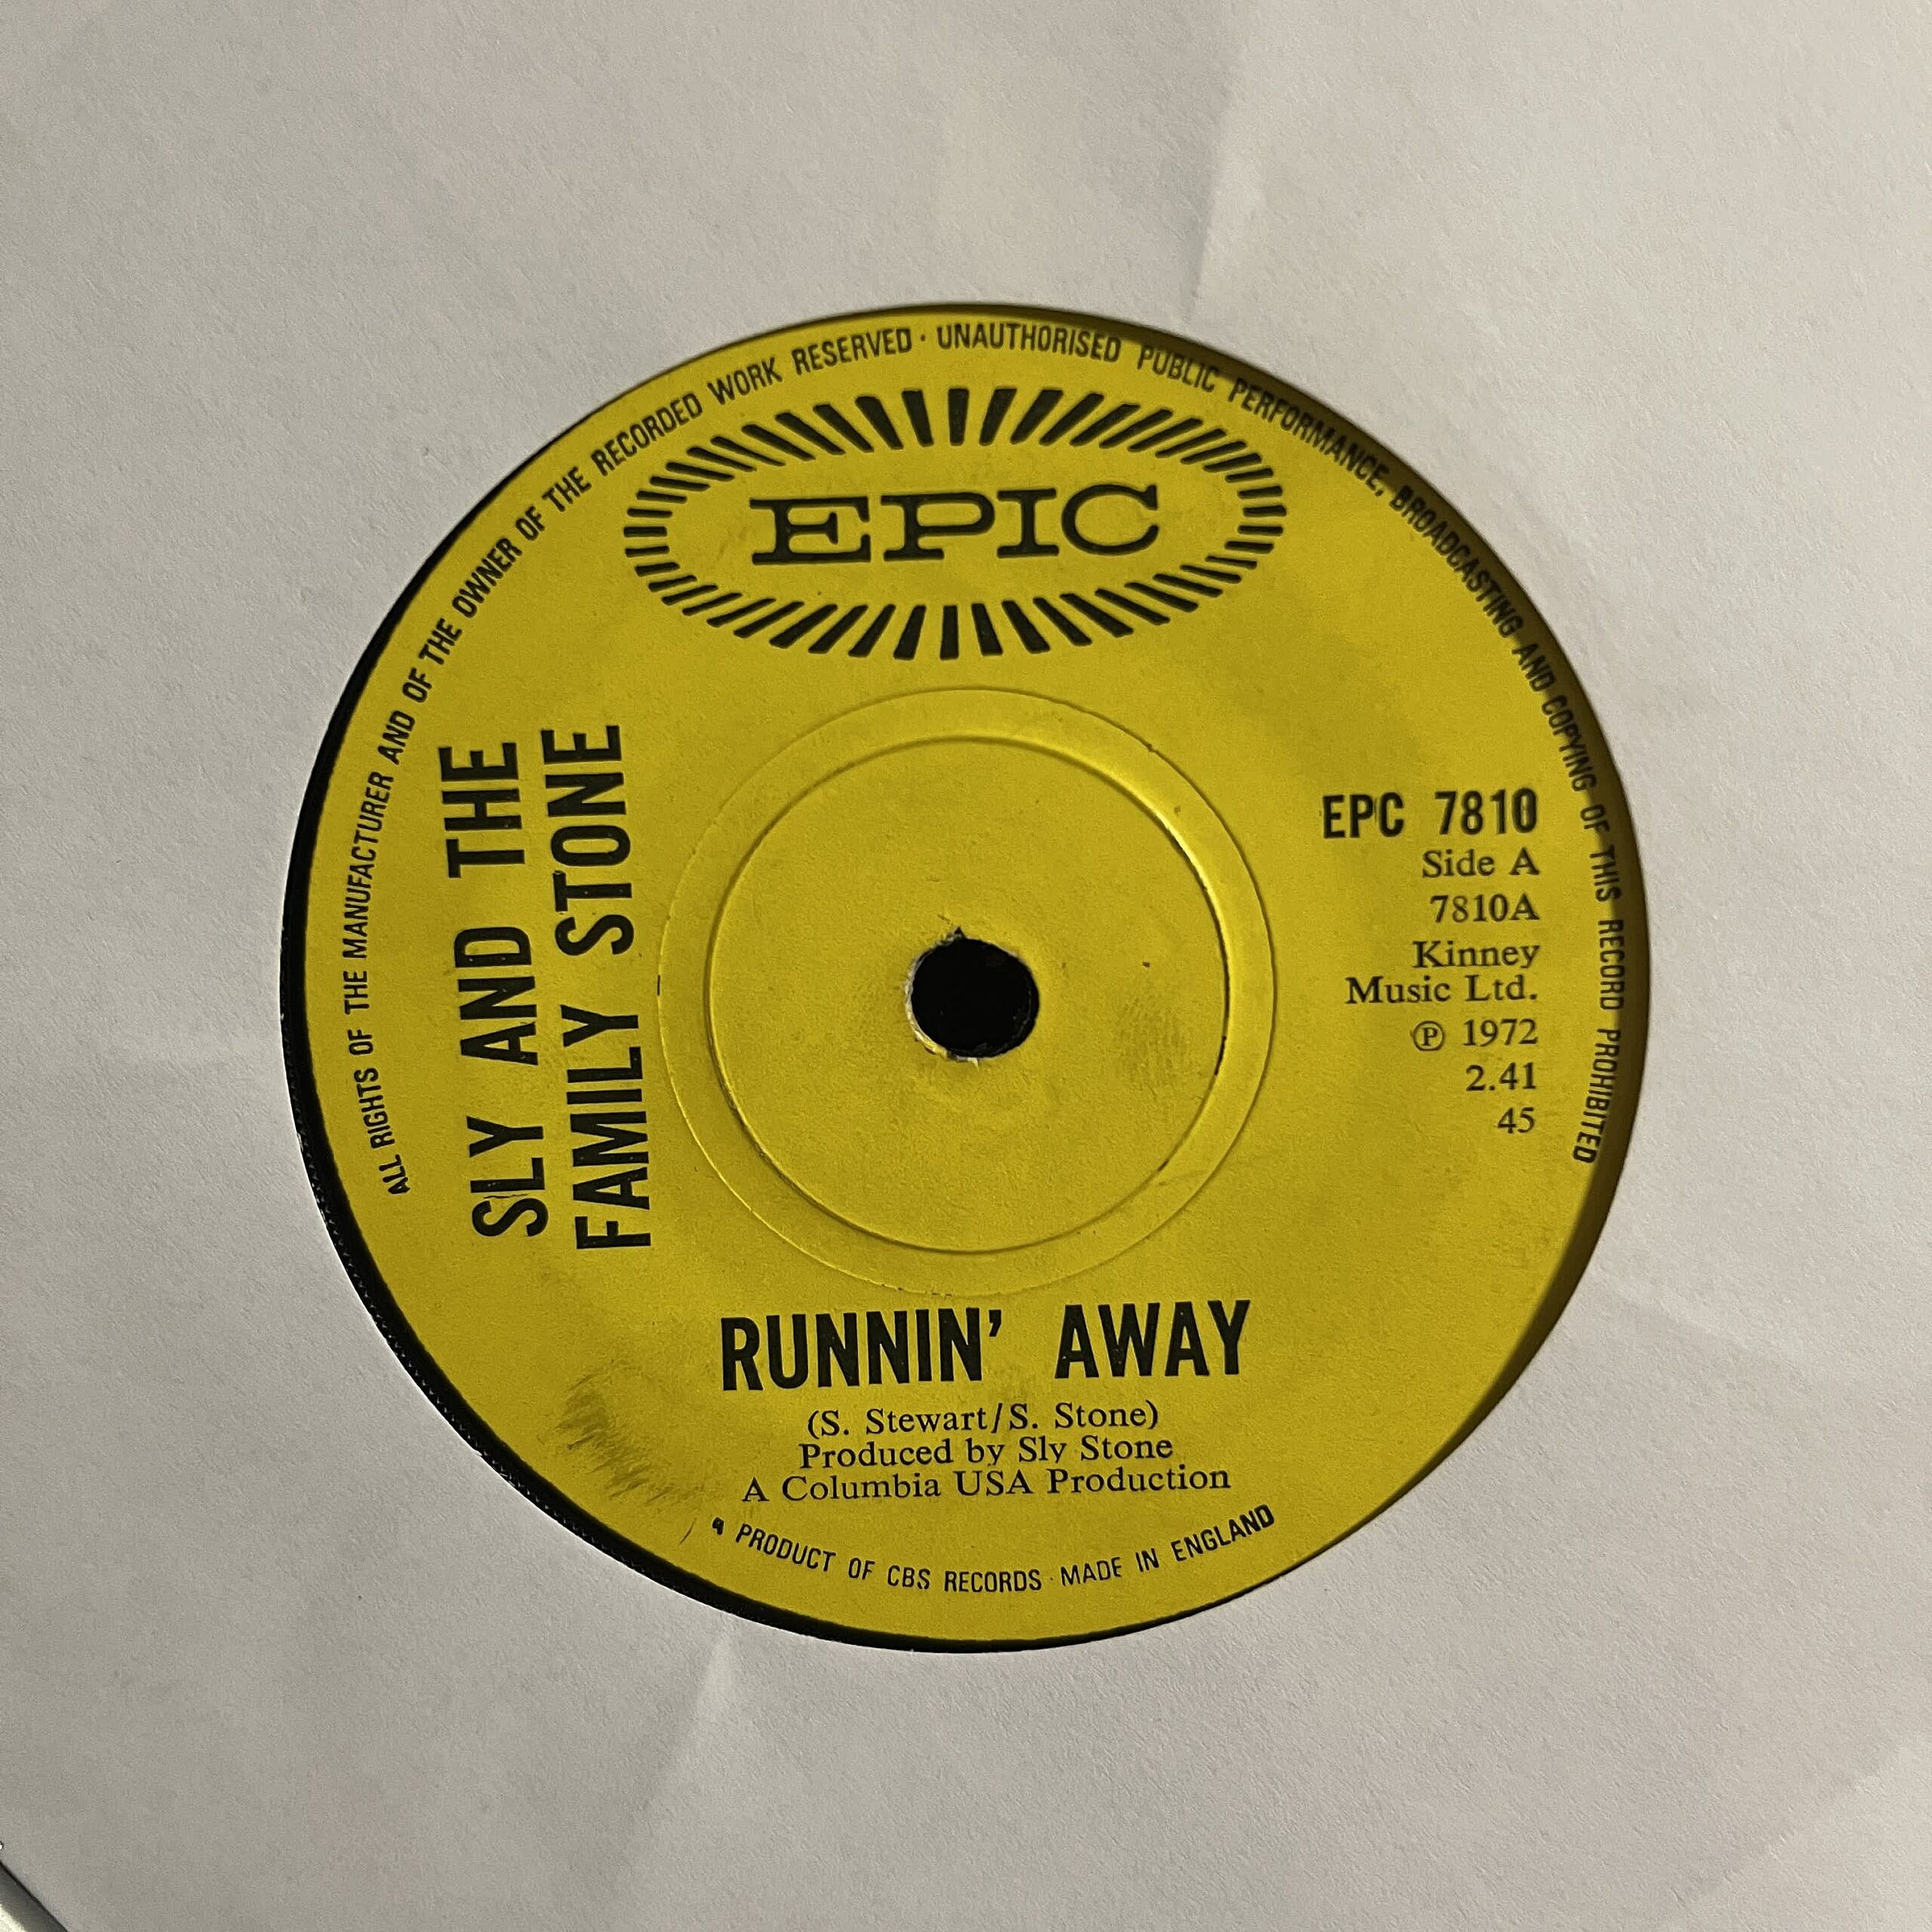 ALL RIGHTS OF THE MANUFACTURER AND OF THE OWNER OF THE RECORDED WORK RESERVED · UNAUTHORISED PUBLIC PERFORMANCE, BROADCASTING AND COPYING OF THIS RECORD PROHIBITED
EPIC
SLY AND THE
FAMILY STONE
EPC 7810
Side A
7810A
Kinney
Music Ltd.
Ⓟ 1972
2.41
45
RUNNIN' AWAY
(S. Stewart/S. Stone)
Produced by Sly Stone
A Columbia USA Production
PRODUCT OF CBS RECORDS · MADE IN ENGLAND